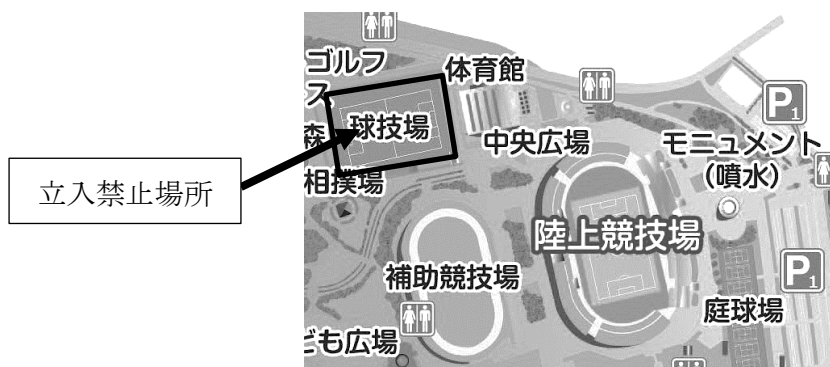 ゴルフ
ス
体育館
球技場
森
中央広場
P1
モニュメント
(噴水)
立入禁止場所
相撲場
陸上競技場
補助競技場
P1
庭球場
ども広場